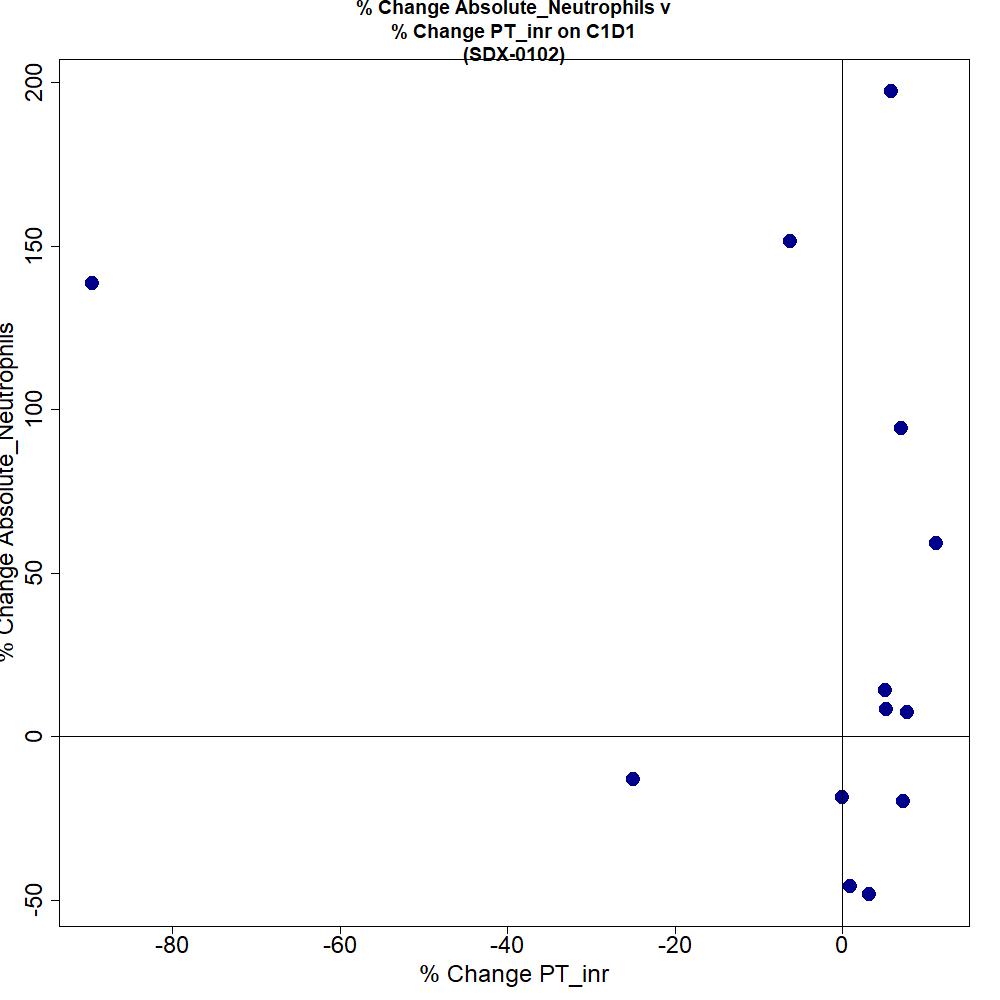 % Change Absolute_Neutrophils v
% Change PT_inr on C1D1
(SDX-0102)
% Change Absolute_Neutrophils
200
150
100
50
0
-50
-80
-60
-40
-20
0
% Change PT_inr